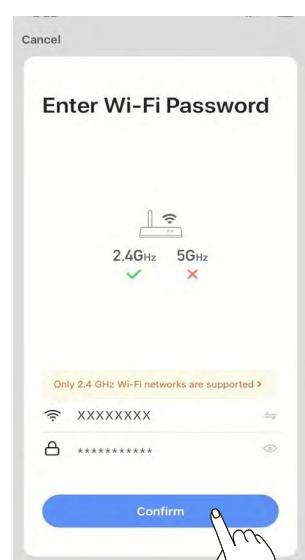 Cancel
Enter Wi-Fi Password
2.4GHz 5GHz
Only 2.4 GHz Wi-Fi networks are supported >
XXXXXXXX
***********
Confirm